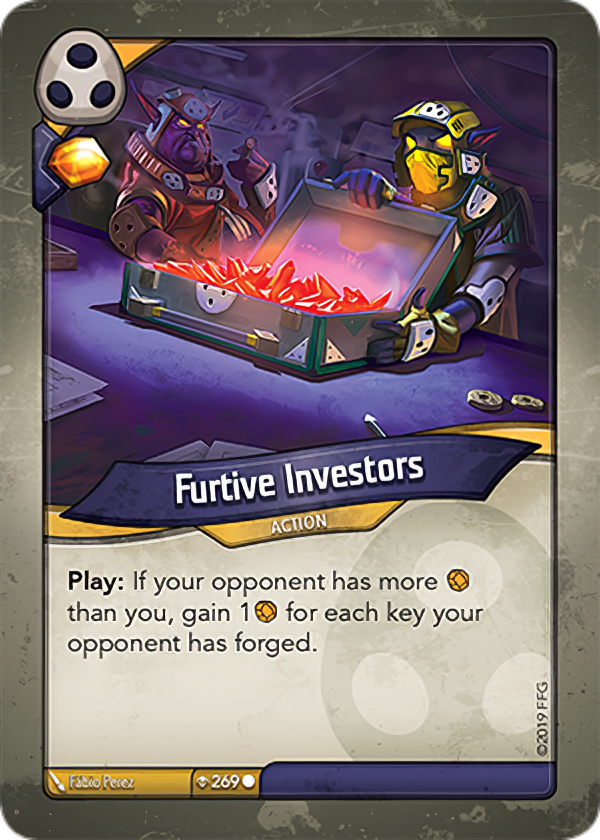 Furtive Investors
ACTION
Play: If your opponent has more
than you, gain 1 for each key your
opponent has forged.
©2019 FFG
Fábio Perez
269